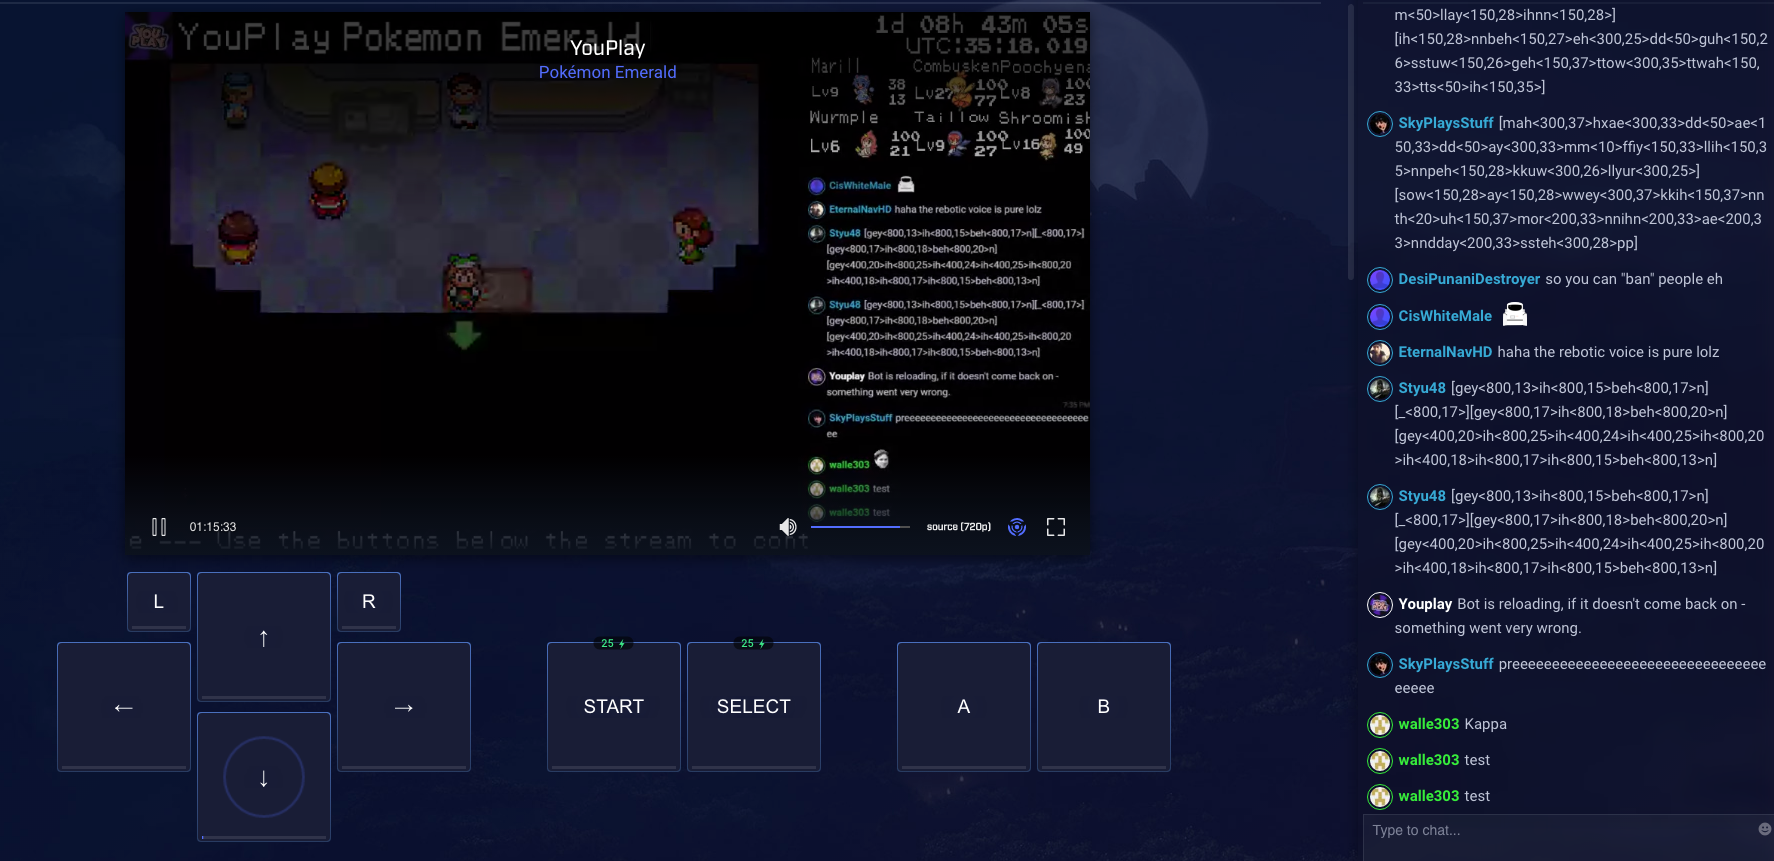 YouPlay Pokemon Emerald
YouPlay
Pokémon Emerald
1d 08h 43m 05s
UTC:35:18.019
Marill Combusken Poochyena
Lv9 38 13 Lv27 100 77 Lv8 100 23
Wurmple Taillow Shroomish
Lv6 100 21 Lv9 100 27 Lv16 100 49
CisWhiteMale
EternalNavHD haha the rebotic voice is pure lolz
Styu48 [gey<800,13>ih<800,15>beh<800,17>n][_<800,17>]
[gey<800,17>ih<800,18>beh<800,20>n]
[gey<400,20>ih<800,25>ih<400,24>ih<400,25>ih<800,20
>ih<400,18>ih<800,17>ih<800,15>beh<800,13>n]
Styu48 [gey<800,13>ih<800,15>beh<800,17>n][_<800,17>]
[gey<800,17>ih<800,18>beh<800,20>n]
[gey<400,20>ih<800,25>ih<400,24>ih<400,25>ih<800,20
>ih<400,18>ih<800,17>ih<800,15>beh<800,13>n]
Youplay Bot is reloading, if it doesn't come back on -
something went very wrong.
7:59 PM
SkyPlaysStuff preeeeeeeeeeeeeeeeeeeeeeeeeeeeeeeee
ee
walle303
walle303 test
walle303 test
01:15:33
source (720p)
e --- Use the buttons below the stream to cont
L
↑
R
←
→
↓
25
START
25
SELECT
A
B
m<50>llay<150,28>ihnn<150,28>]
[ih<150,28>nnbeh<150,27>eh<300,25>dd<50>guh<150,2
6>sstuw<150,26>geh<150,37>ttow<300,35>ttwah<150,
33>tts<50>ih<150,35>]
SkyPlaysStuff [mah<300,37>hxae<300,33>dd<50>ae<1
50,33>dd<50>ay<300,33>mm<10>ffiy<150,33>llih<150,3
5>nnpeh<150,28>kkuw<300,26>llyur<300,25>]
[sow<150,28>ay<150,28>wwey<300,37>kkih<150,37>nn
th<20>uh<150,37>mor<200,33>nnihn<200,33>ae<200,3
3>nndday<200,33>ssteh<300,28>pp]
DesiPunaniDestroyer so you can "ban" people eh
CisWhiteMale
EternalNavHD haha the rebotic voice is pure lolz
Styu48 [gey<800,13>ih<800,15>beh<800,17>n]
[_<800,17>][gey<800,17>ih<800,18>beh<800,20>n]
[gey<400,20>ih<800,25>ih<400,24>ih<400,25>ih<800,20
>ih<400,18>ih<800,17>ih<800,15>beh<800,13>n]
Styu48 [gey<800,13>ih<800,15>beh<800,17>n]
[_<800,17>][gey<800,17>ih<800,18>beh<800,20>n]
[gey<400,20>ih<800,25>ih<400,24>ih<400,25>ih<800,20
>ih<400,18>ih<800,17>ih<800,15>beh<800,13>n]
Youplay Bot is reloading, if it doesn't come back on -
something went very wrong.
SkyPlaysStuff preeeeeeeeeeeeeeeeeeeeeeeeeeeeeee
eeeee
walle303 Kappa
walle303 test
walle303 test
Type to chat...